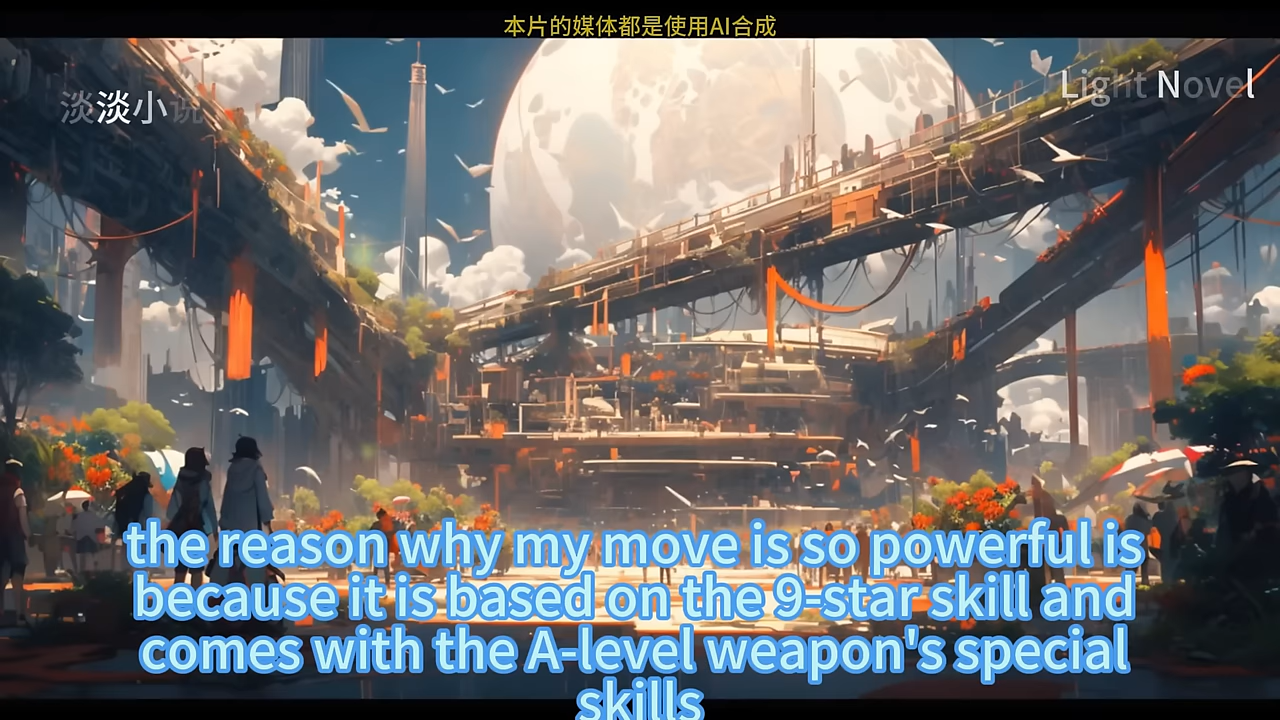 本片的媒体都是使用AI合成
淡淡小说
Light Novel
the reason why my move is so powerful is
because it is based on the 9-star skill and
comes with the A-level weapon's special
skills